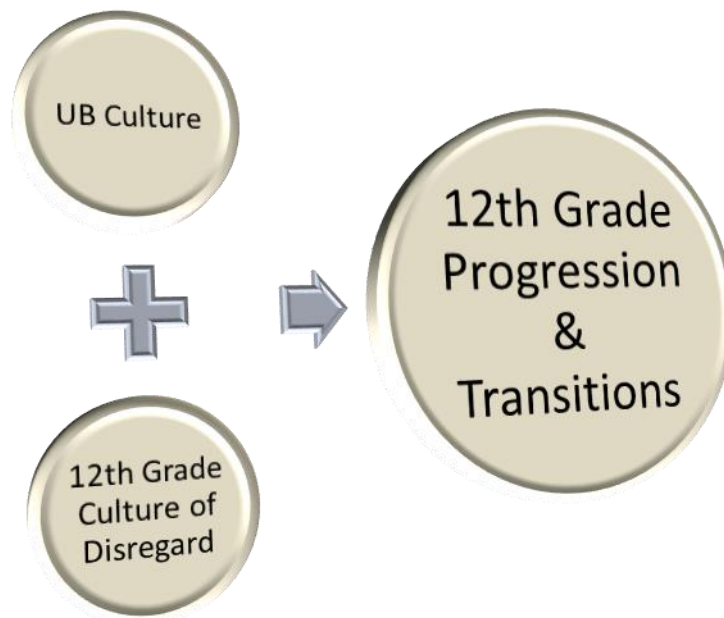 UB Culture
12th Grade
Culture of
Disregard
12th Grade
Progression
&
Transitions